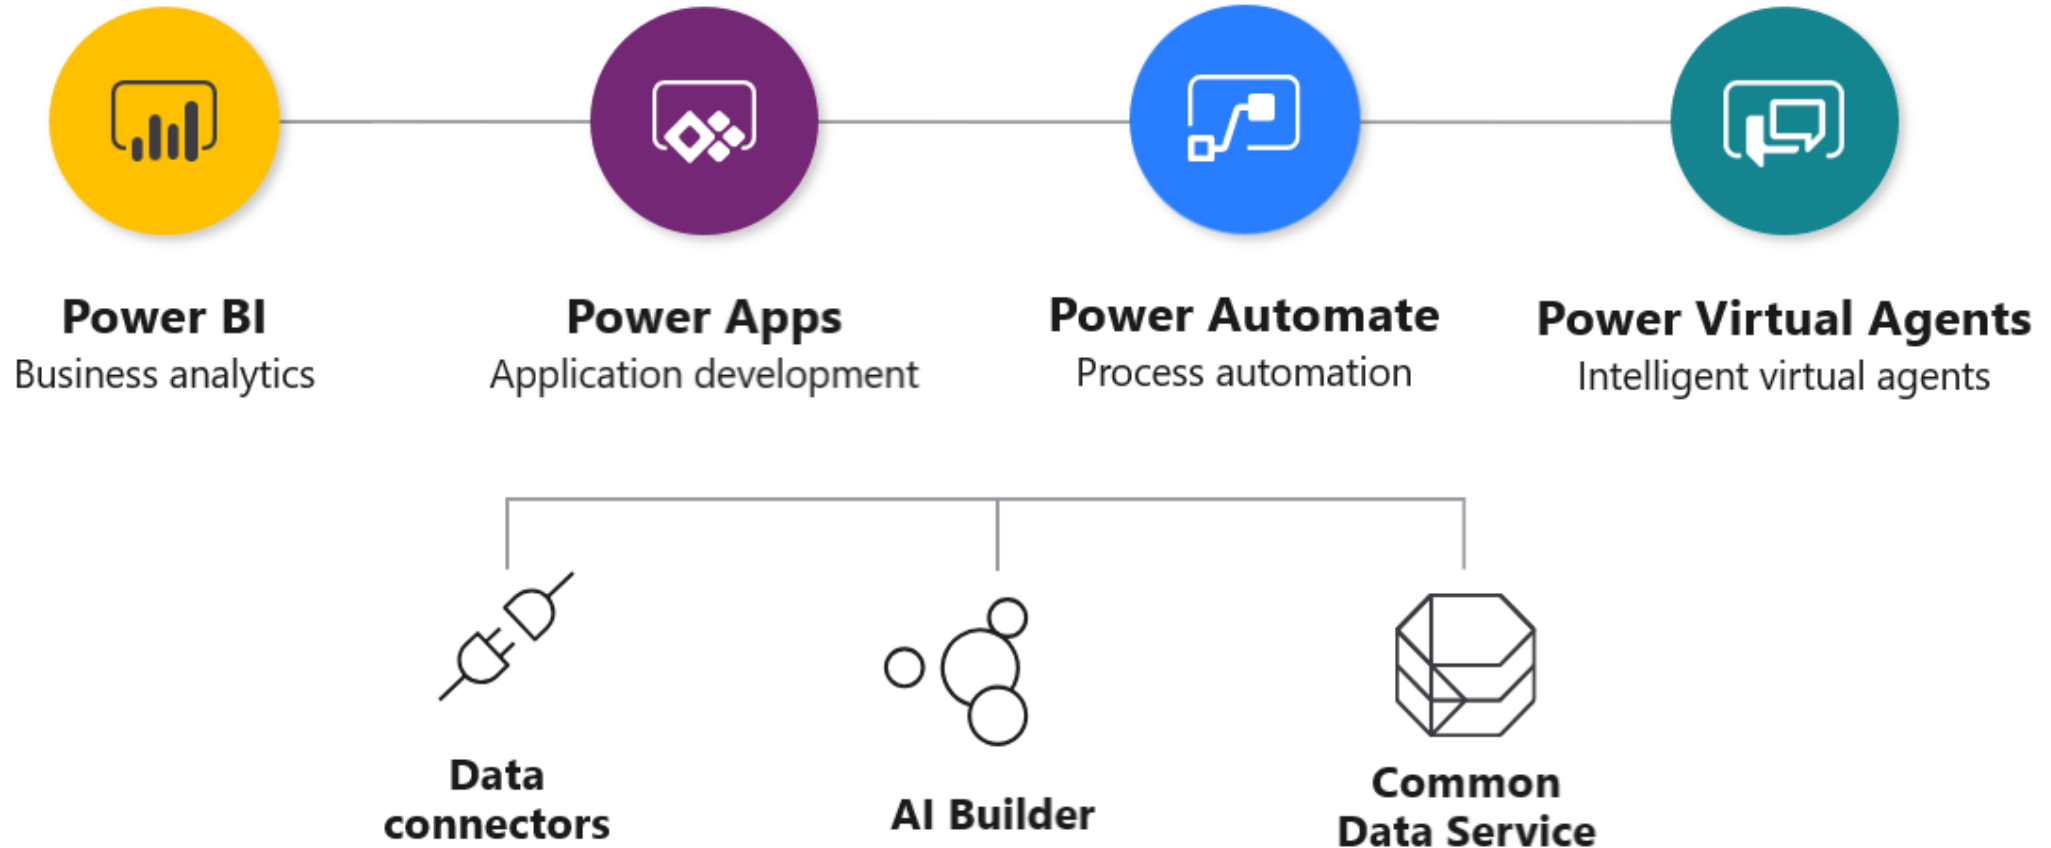 Power BI
Business analytics
Power Apps
Application development
Power Automate
Process automation
Power Virtual Agents
Intelligent virtual agents
Data
connectors
AI Builder
Common
Data Service